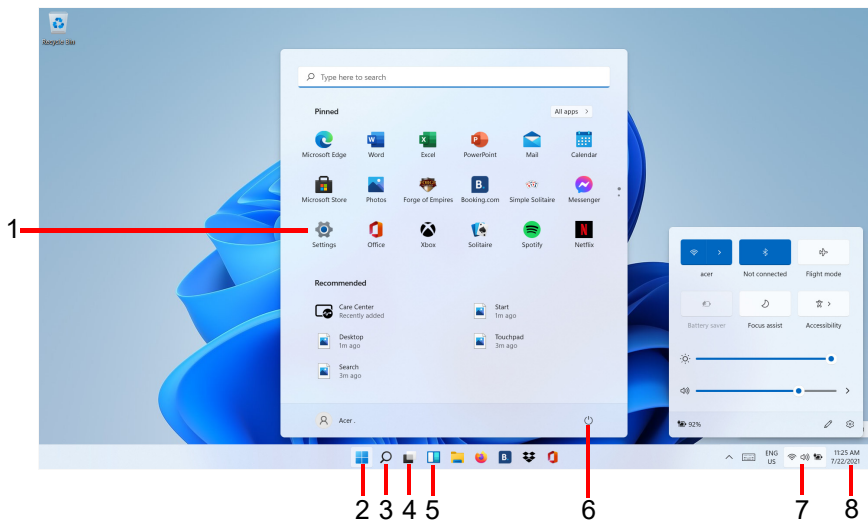 Recycle Bin
Type here to search
Pinned
All apps >
Microsoft Edge
Word
Excel
PowerPoint
Mail
Calendar
Microsoft Store
Photos
Forge of Empires
Booking.com
Simple Solitaire
Messenger
1
Settings
Office
Xbox
Solitaire
Spotify
Netflix
Recommended
Care Center
Recently added
Start
1m ago
Desktop
1m ago
Touchpad
3m ago
Search
3m ago
Acer .
acer
Not connected
Flight mode
Battery saver
Focus assist
Accessibility
92%
ENG
US
11:25 AM
7/22/2021
2 3 4 5 6 7 8